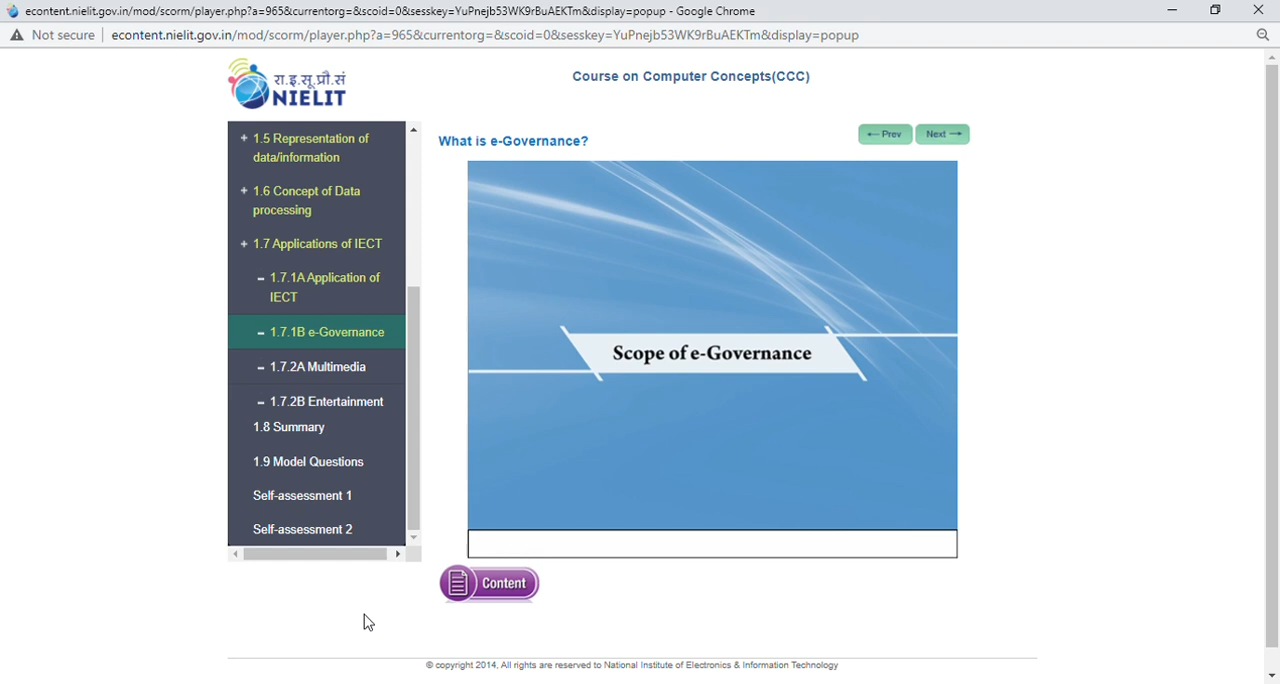 econtent.nielit.gov.in/mod/scorm/player.php?a=965&currentorg=&scoid=0&sesskey=YuPnejb53WK9rBuAEKTm&display=popup - Google Chrome
Not secure | econtent.nielit.gov.in/mod/scorm/player.php?a=965&currentorg=&scoid=0&sesskey=YuPnejb53WK9rBuAEKTm&display=popup
रा.इ.सू.प्रौ.सं
NIELIT
Course on Computer Concepts(CCC)
+ 1.5 Representation of
data/information
+ 1.6 Concept of Data
processing
+ 1.7 Applications of IECT
– 1.7.1A Application of
IECT
– 1.7.1B e-Governance
– 1.7.2A Multimedia
– 1.7.2B Entertainment
1.8 Summary
1.9 Model Questions
Self-assessment 1
Self-assessment 2
What is e-Governance?
← Prev
Next →
Scope of e-Governance
Content
© copyright 2014, All rights are reserved to National Institute of Electronics & Information Technology